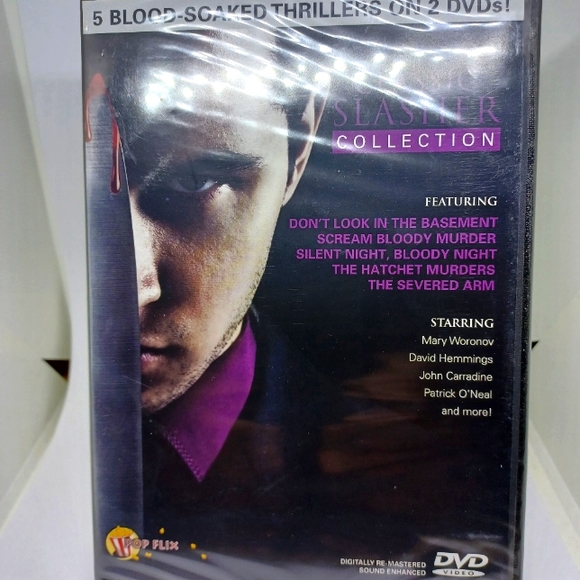 5 BLOOD-SOAKED THRILLERS ON 2 DVDs!
SLASHER
COLLECTION
FEATURING
DON'T LOOK IN THE BASEMENT
SCREAM BLOODY MURDER
SILENT NIGHT, BLOODY NIGHT
THE HATCHET MURDERS
THE SEVERED ARM
STARRING
Mary Woronov
David Hemmings
John Carradine
Patrick O'Neal
and more!
POP FLIX
DIGITALLY RE-MASTERED
SOUND ENHANCED
DVD
VIDEO